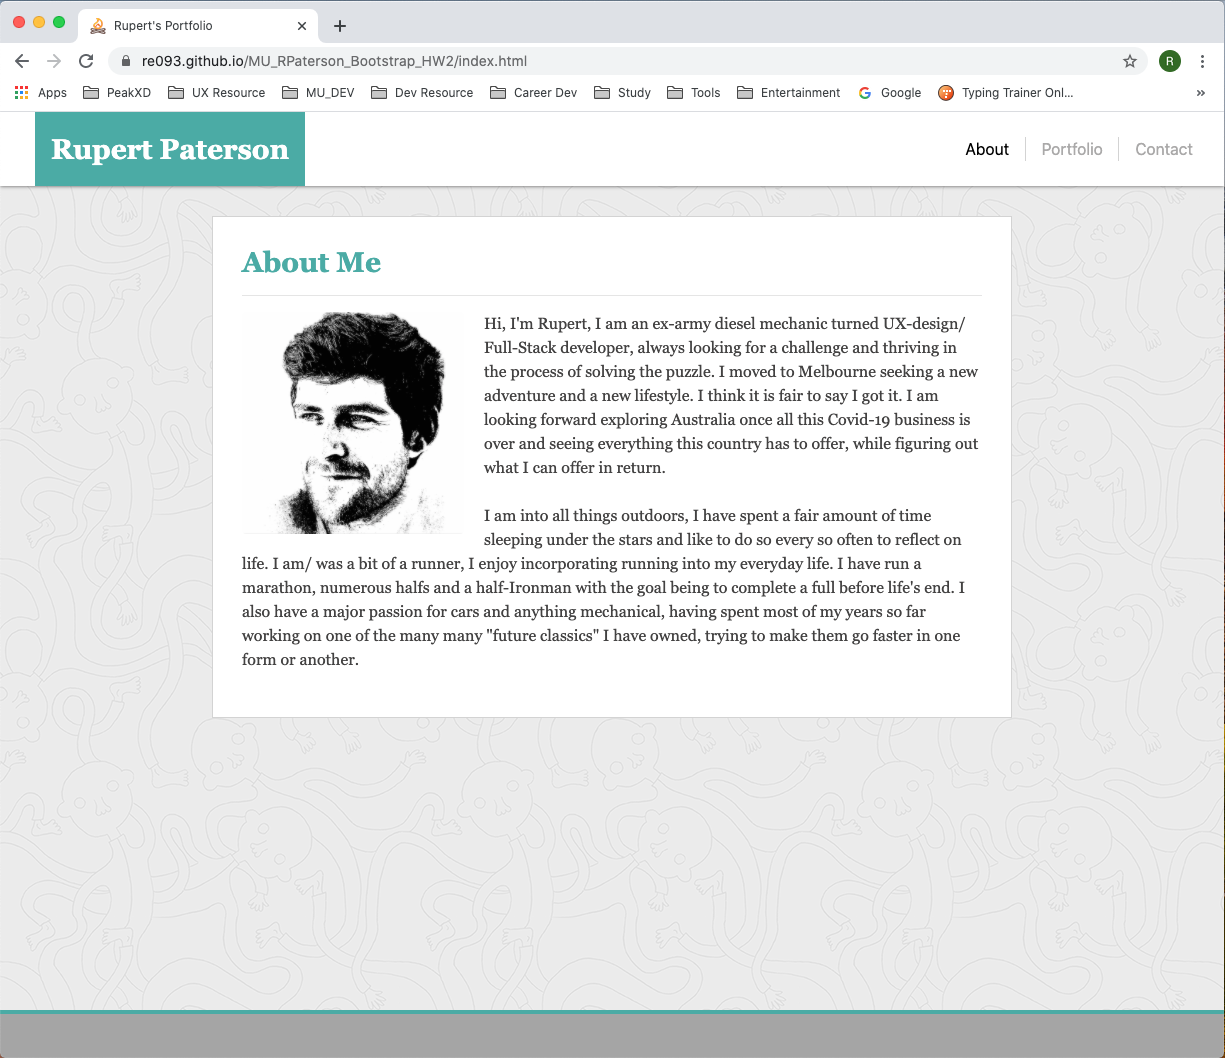 Rupert's Portfolio
re093.github.io/MU_RPaterson_Bootstrap_HW2/index.html
R
Apps PeakXD UX Resource MU_DEV Dev Resource Career Dev Study Tools Entertainment Google Typing Trainer Onl... »
Rupert Paterson
About Portfolio Contact
About Me
Hi, I'm Rupert, I am an ex-army diesel mechanic turned UX-design/
Full-Stack developer, always looking for a challenge and thriving in
the process of solving the puzzle. I moved to Melbourne seeking a new
adventure and a new lifestyle. I think it is fair to say I got it. I am
looking forward exploring Australia once all this Covid-19 business is
over and seeing everything this country has to offer, while figuring out
what I can offer in return.
I am into all things outdoors, I have spent a fair amount of time
sleeping under the stars and like to do so every so often to reflect on
life. I am/ was a bit of a runner, I enjoy incorporating running into my everyday life. I have run a
marathon, numerous halfs and a half-Ironman with the goal being to complete a full before life's end. I
also have a major passion for cars and anything mechanical, having spent most of my years so far
working on one of the many many "future classics" I have owned, trying to make them go faster in one
form or another.